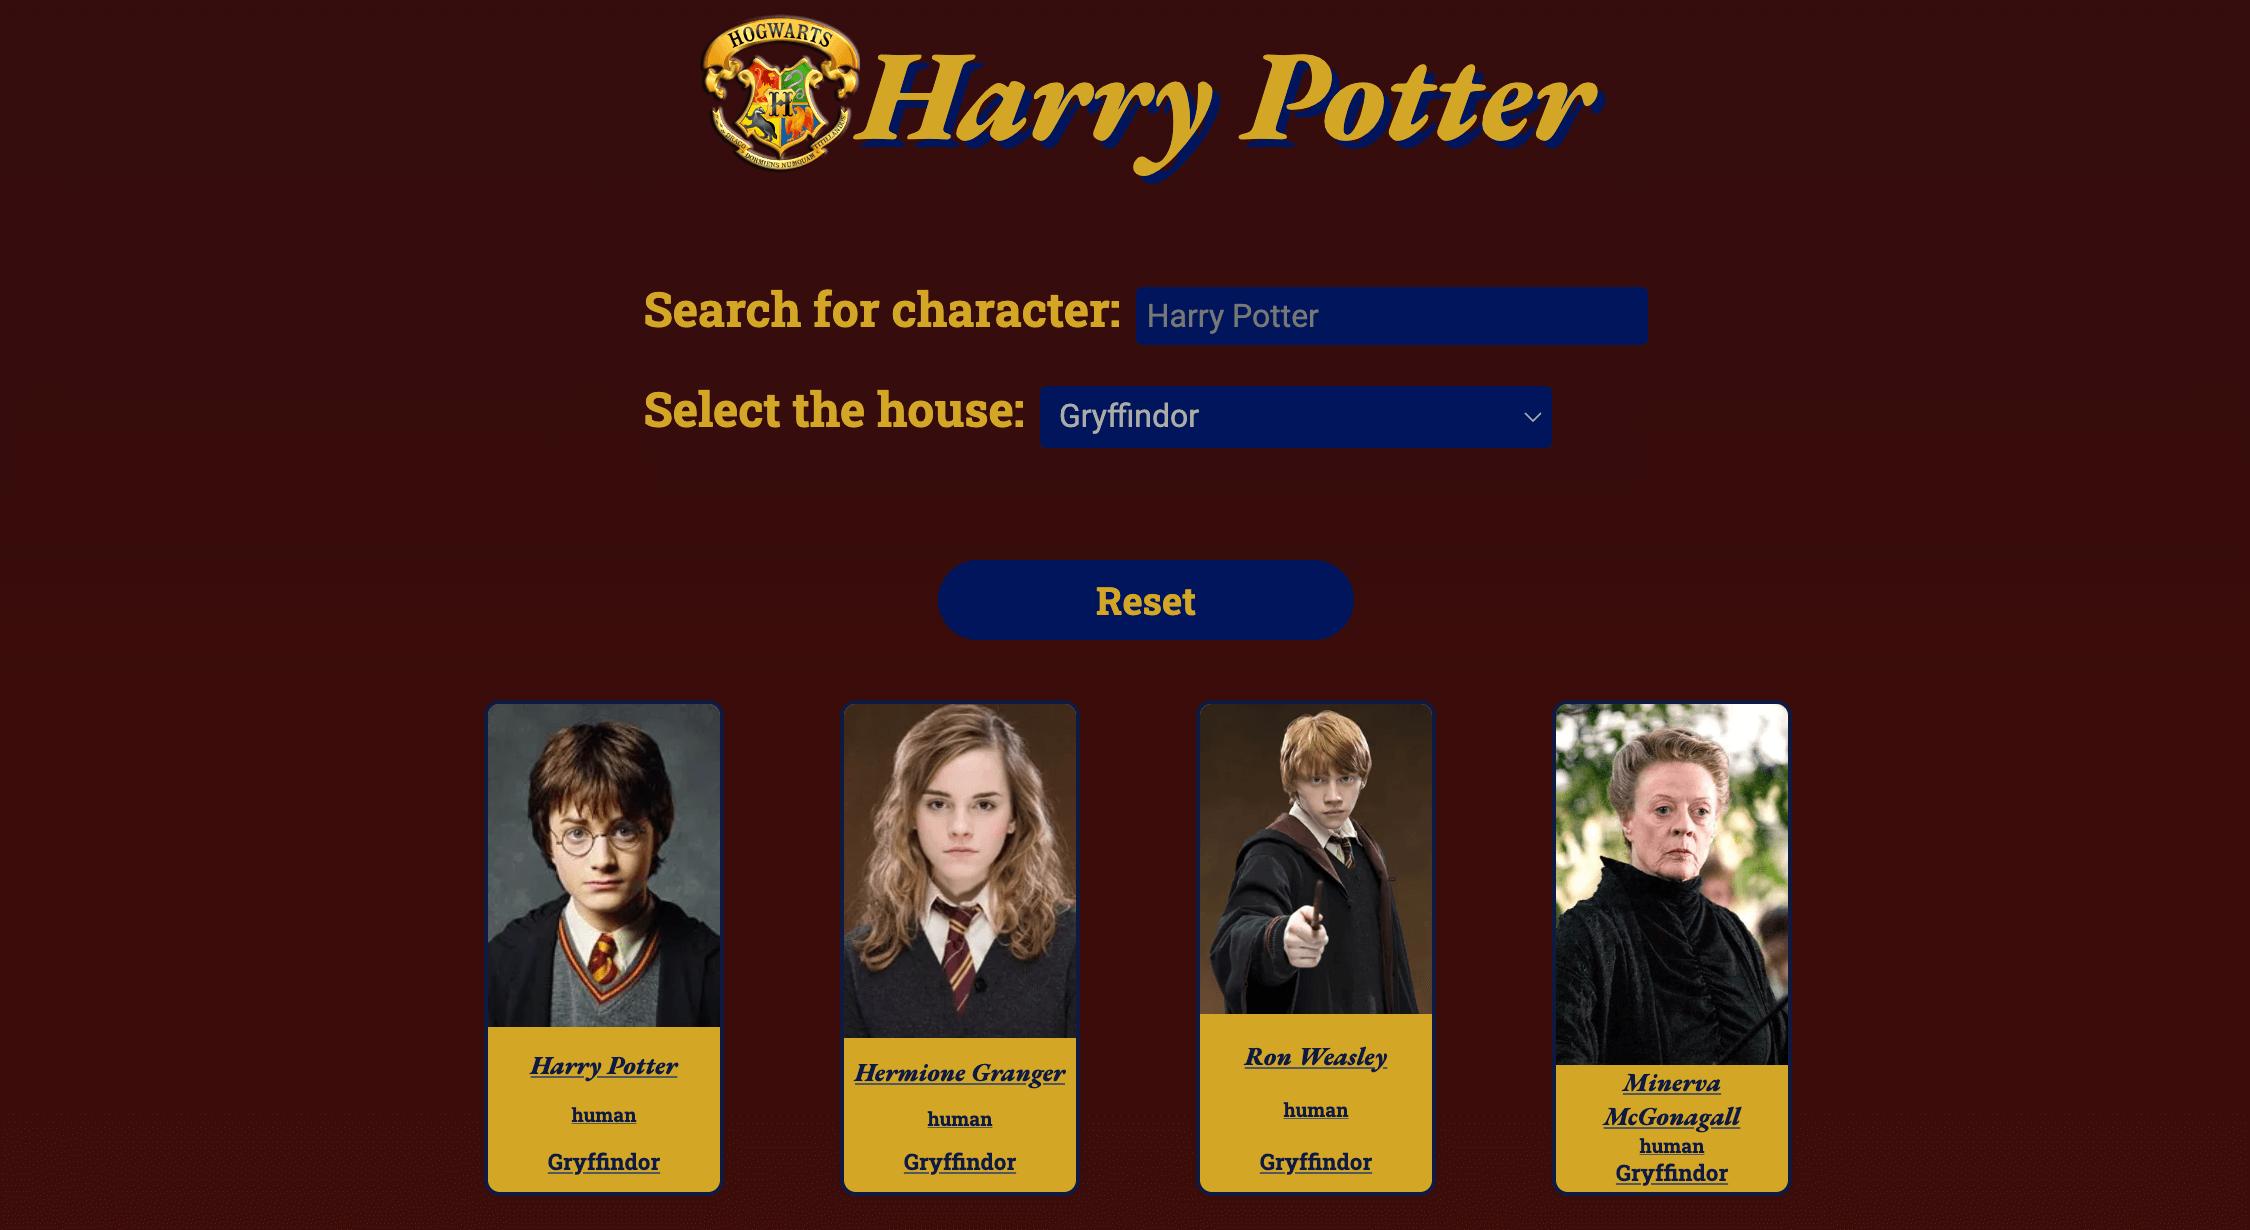 HOGWARTS
H
DRACO DORMIENS NUMQUAM TITILLANDUS
Harry Potter
Search for character: Harry Potter
Select the house: Gryffindor
Reset
Harry Potter
human
Gryffindor
Hermione Granger
human
Gryffindor
Ron Weasley
human
Gryffindor
Minerva
McGonagall
human
Gryffindor